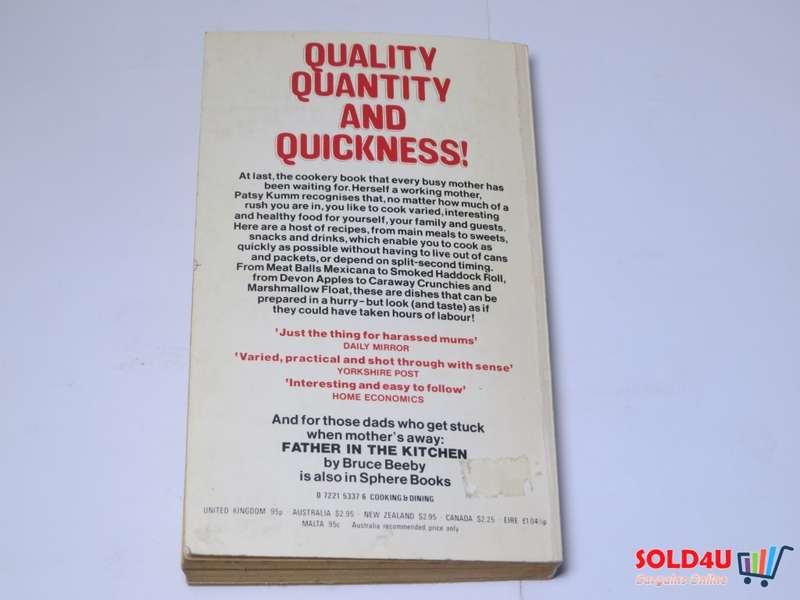 QUALITY
QUANTITY
AND
QUICKNESS!
At last, the cookery book that every busy mother has
been waiting for. Herself a working mother,
Patsy Kumm recognises that, no matter how much of a
rush you are in, you like to cook varied, interesting
and healthy food for yourself, your family and guests.
Here are a host of recipes, from main meals to sweets,
snacks and drinks, which enable you to cook as
quickly as possible without having to live out of cans
and packets, or depend on split-second timing.
From Meat Balls Mexicana to Smoked Haddock Roll,
from Devon Apples to Caraway Crunchies and
Marshmallow Float, these are dishes that can be
prepared in a hurry – but look (and taste) as if
they could have taken hours of labour!
'Just the thing for harassed mums'
DAILY MIRROR
'Varied, practical and shot through with sense'
YORKSHIRE POST
'Interesting and easy to follow'
HOME ECONOMICS
And for those dads who get stuck
when mother's away:
FATHER IN THE KITCHEN
by Bruce Beeby
is also in Sphere Books
0 7221 5337 6 COOKING & DINING
UNITED KINGDOM 95p · AUSTRALIA $2.95 · NEW ZEALAND $2.95 · CANADA $2.25 · EIRE £1.04½p
MALTA 95c Australia recommended price only
SOLD4U
Bargains Online